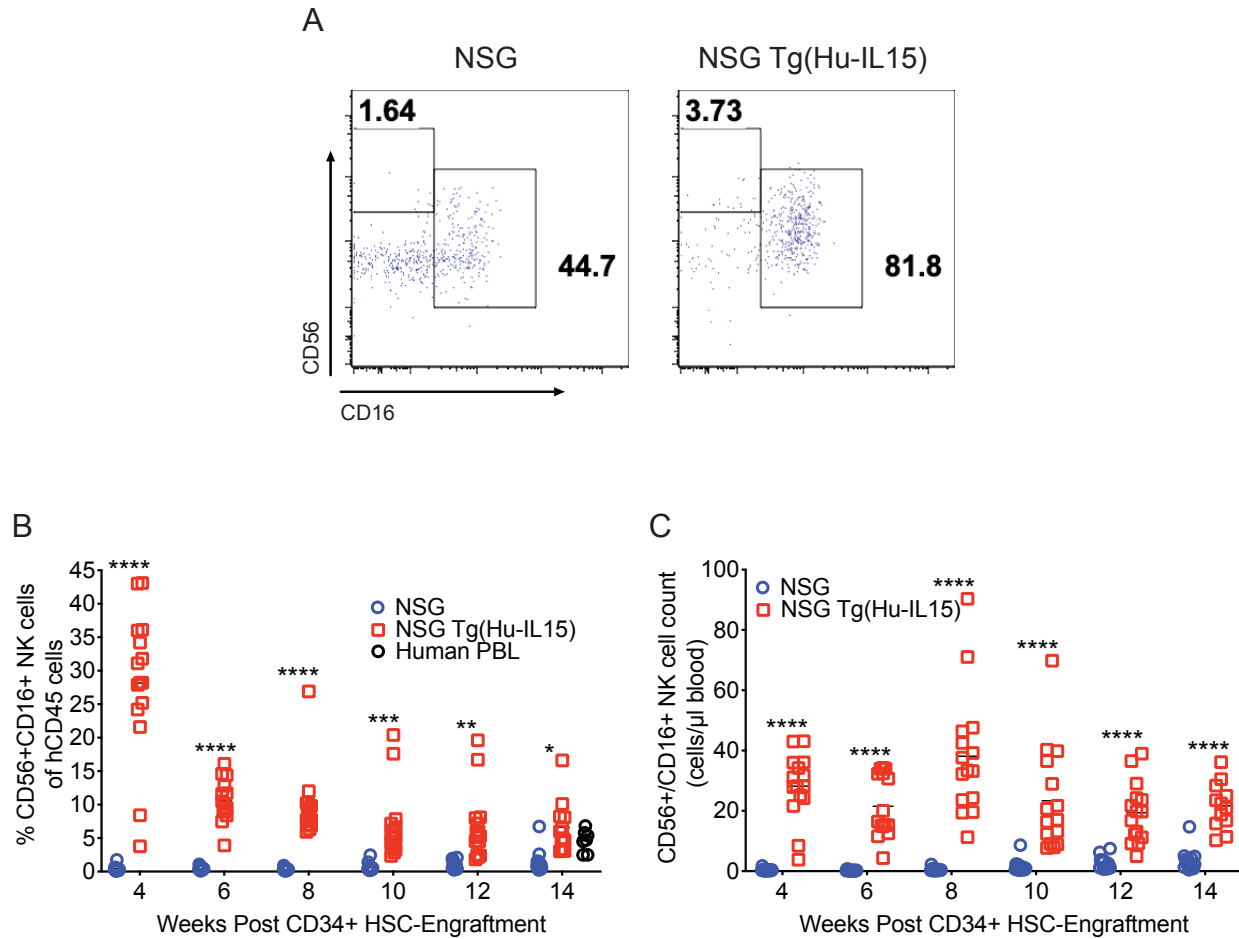 A
NSG
NSG Tg(Hu-IL15)
1.64
3.73
44.7
81.8
CD56
CD16
B
C
% CD56+CD16+ NK cells
of hCD45 cells
45
40
35
30
25
20
15
10
5
0
****
****
****
***
**
*
NSG
NSG Tg(Hu-IL15)
Human PBL
4
6
8
10
12
14
Weeks Post CD34+ HSC-Engraftment
CD56+/CD16+ NK cell count
(cells/µl blood)
100
80
60
40
20
0
NSG
NSG Tg(Hu-IL15)
****
****
****
****
****
****
4
6
8
10
12
14
Weeks Post CD34+ HSC-Engraftment